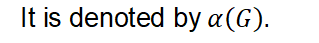 It is denoted by 𝛼(𝐺).